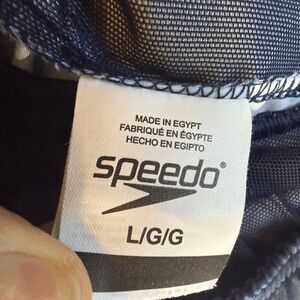 MADE IN EGYPT
FABRIQUÉ EN ÉGYPTE
HECHO EN EGIPTO
speedo®
L/G/G